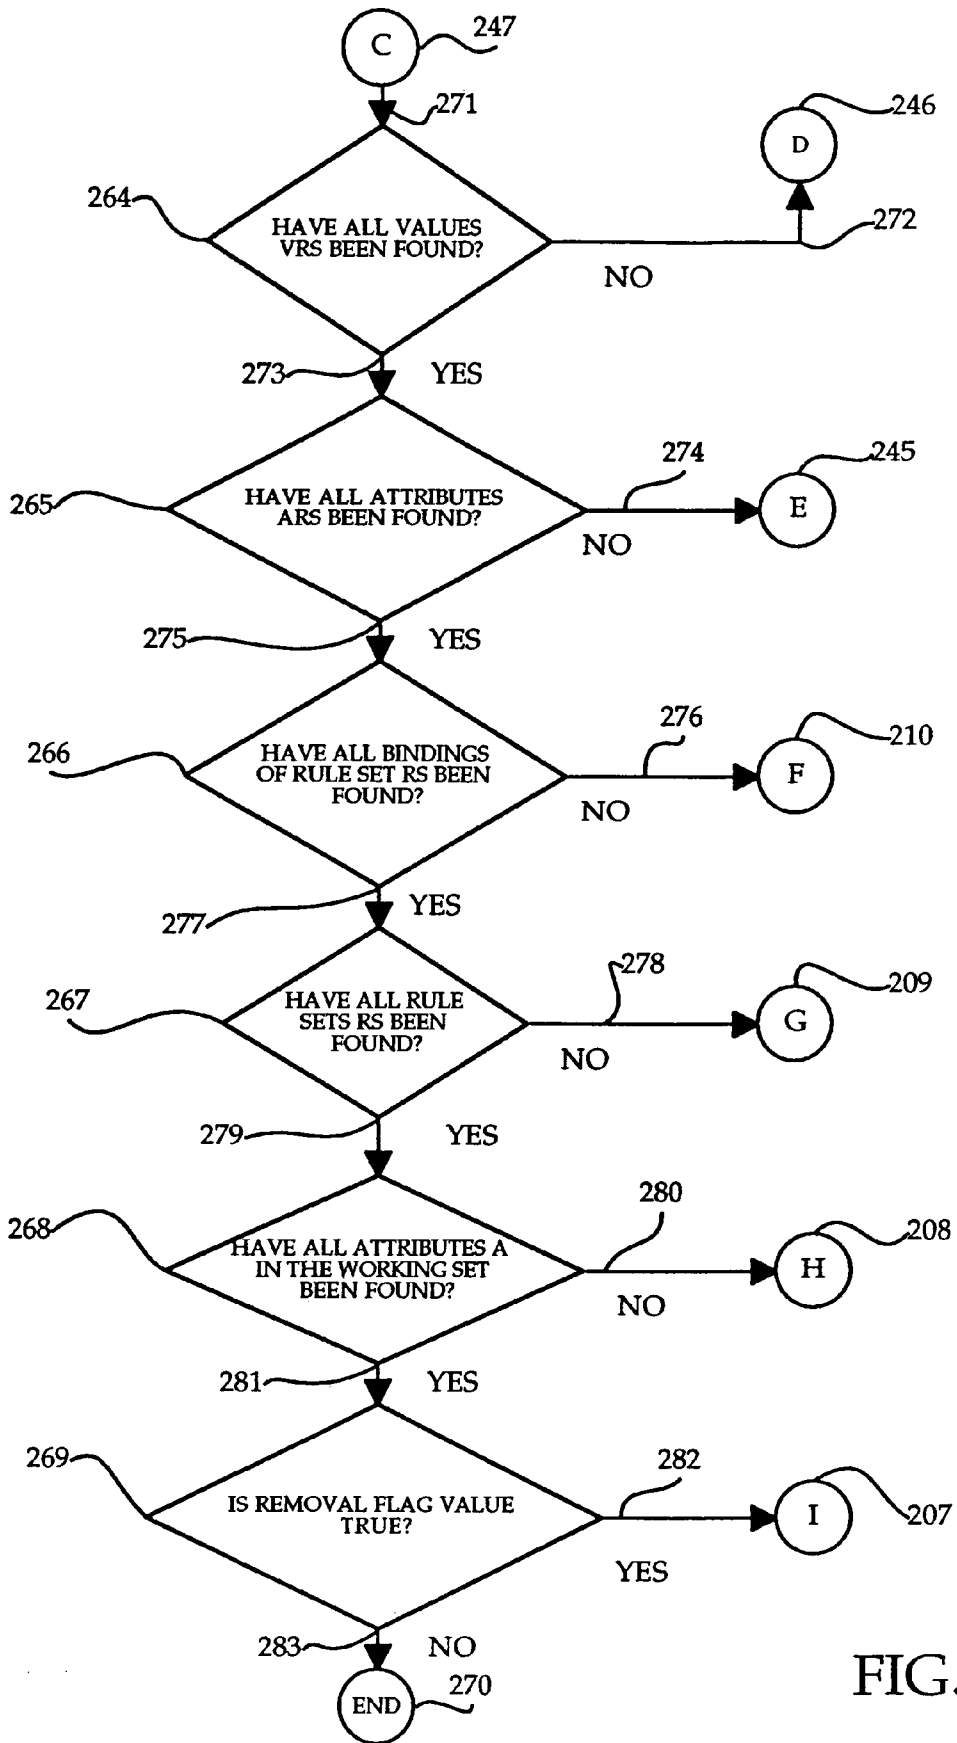 C
247
271
D
246
264
HAVE ALL VALUES
VRS BEEN FOUND?
272
NO
273
YES
265
HAVE ALL ATTRIBUTES
ARS BEEN FOUND?
274
NO
E
245
275
YES
266
HAVE ALL BINDINGS
OF RULE SET RS BEEN
FOUND?
276
NO
F
210
277
YES
267
HAVE ALL RULE
SETS RS BEEN
FOUND?
278
NO
G
209
279
YES
268
HAVE ALL ATTRIBUTES A
IN THE WORKING SET
BEEN FOUND?
280
NO
H
208
281
YES
269
IS REMOVAL FLAG VALUE
TRUE?
282
YES
I
207
283
NO
END
270
FIG.